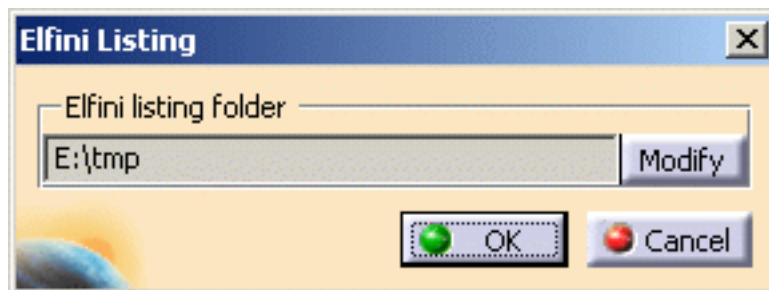 Elfini Listing
Elfini listing folder
E:\tmp Modify
OK Cancel